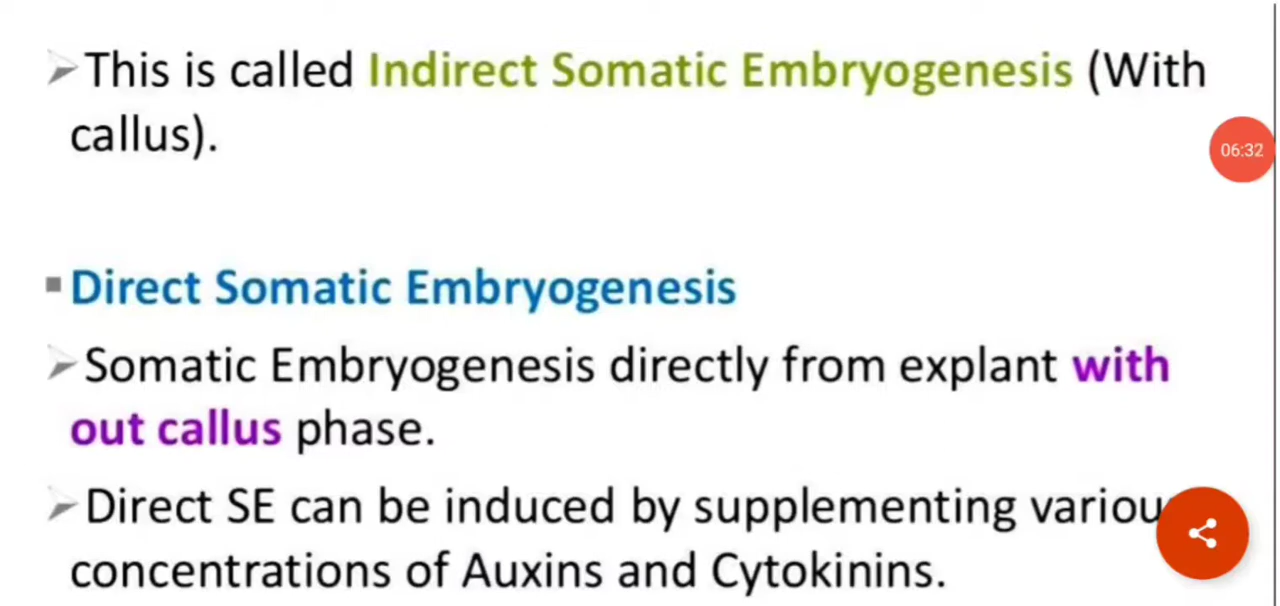 This is called Indirect Somatic Embryogenesis (With
callus).
06:32
Direct Somatic Embryogenesis
Somatic Embryogenesis directly from explant with
out callus phase.
Direct SE can be induced by supplementing variou
concentrations of Auxins and Cytokinins.